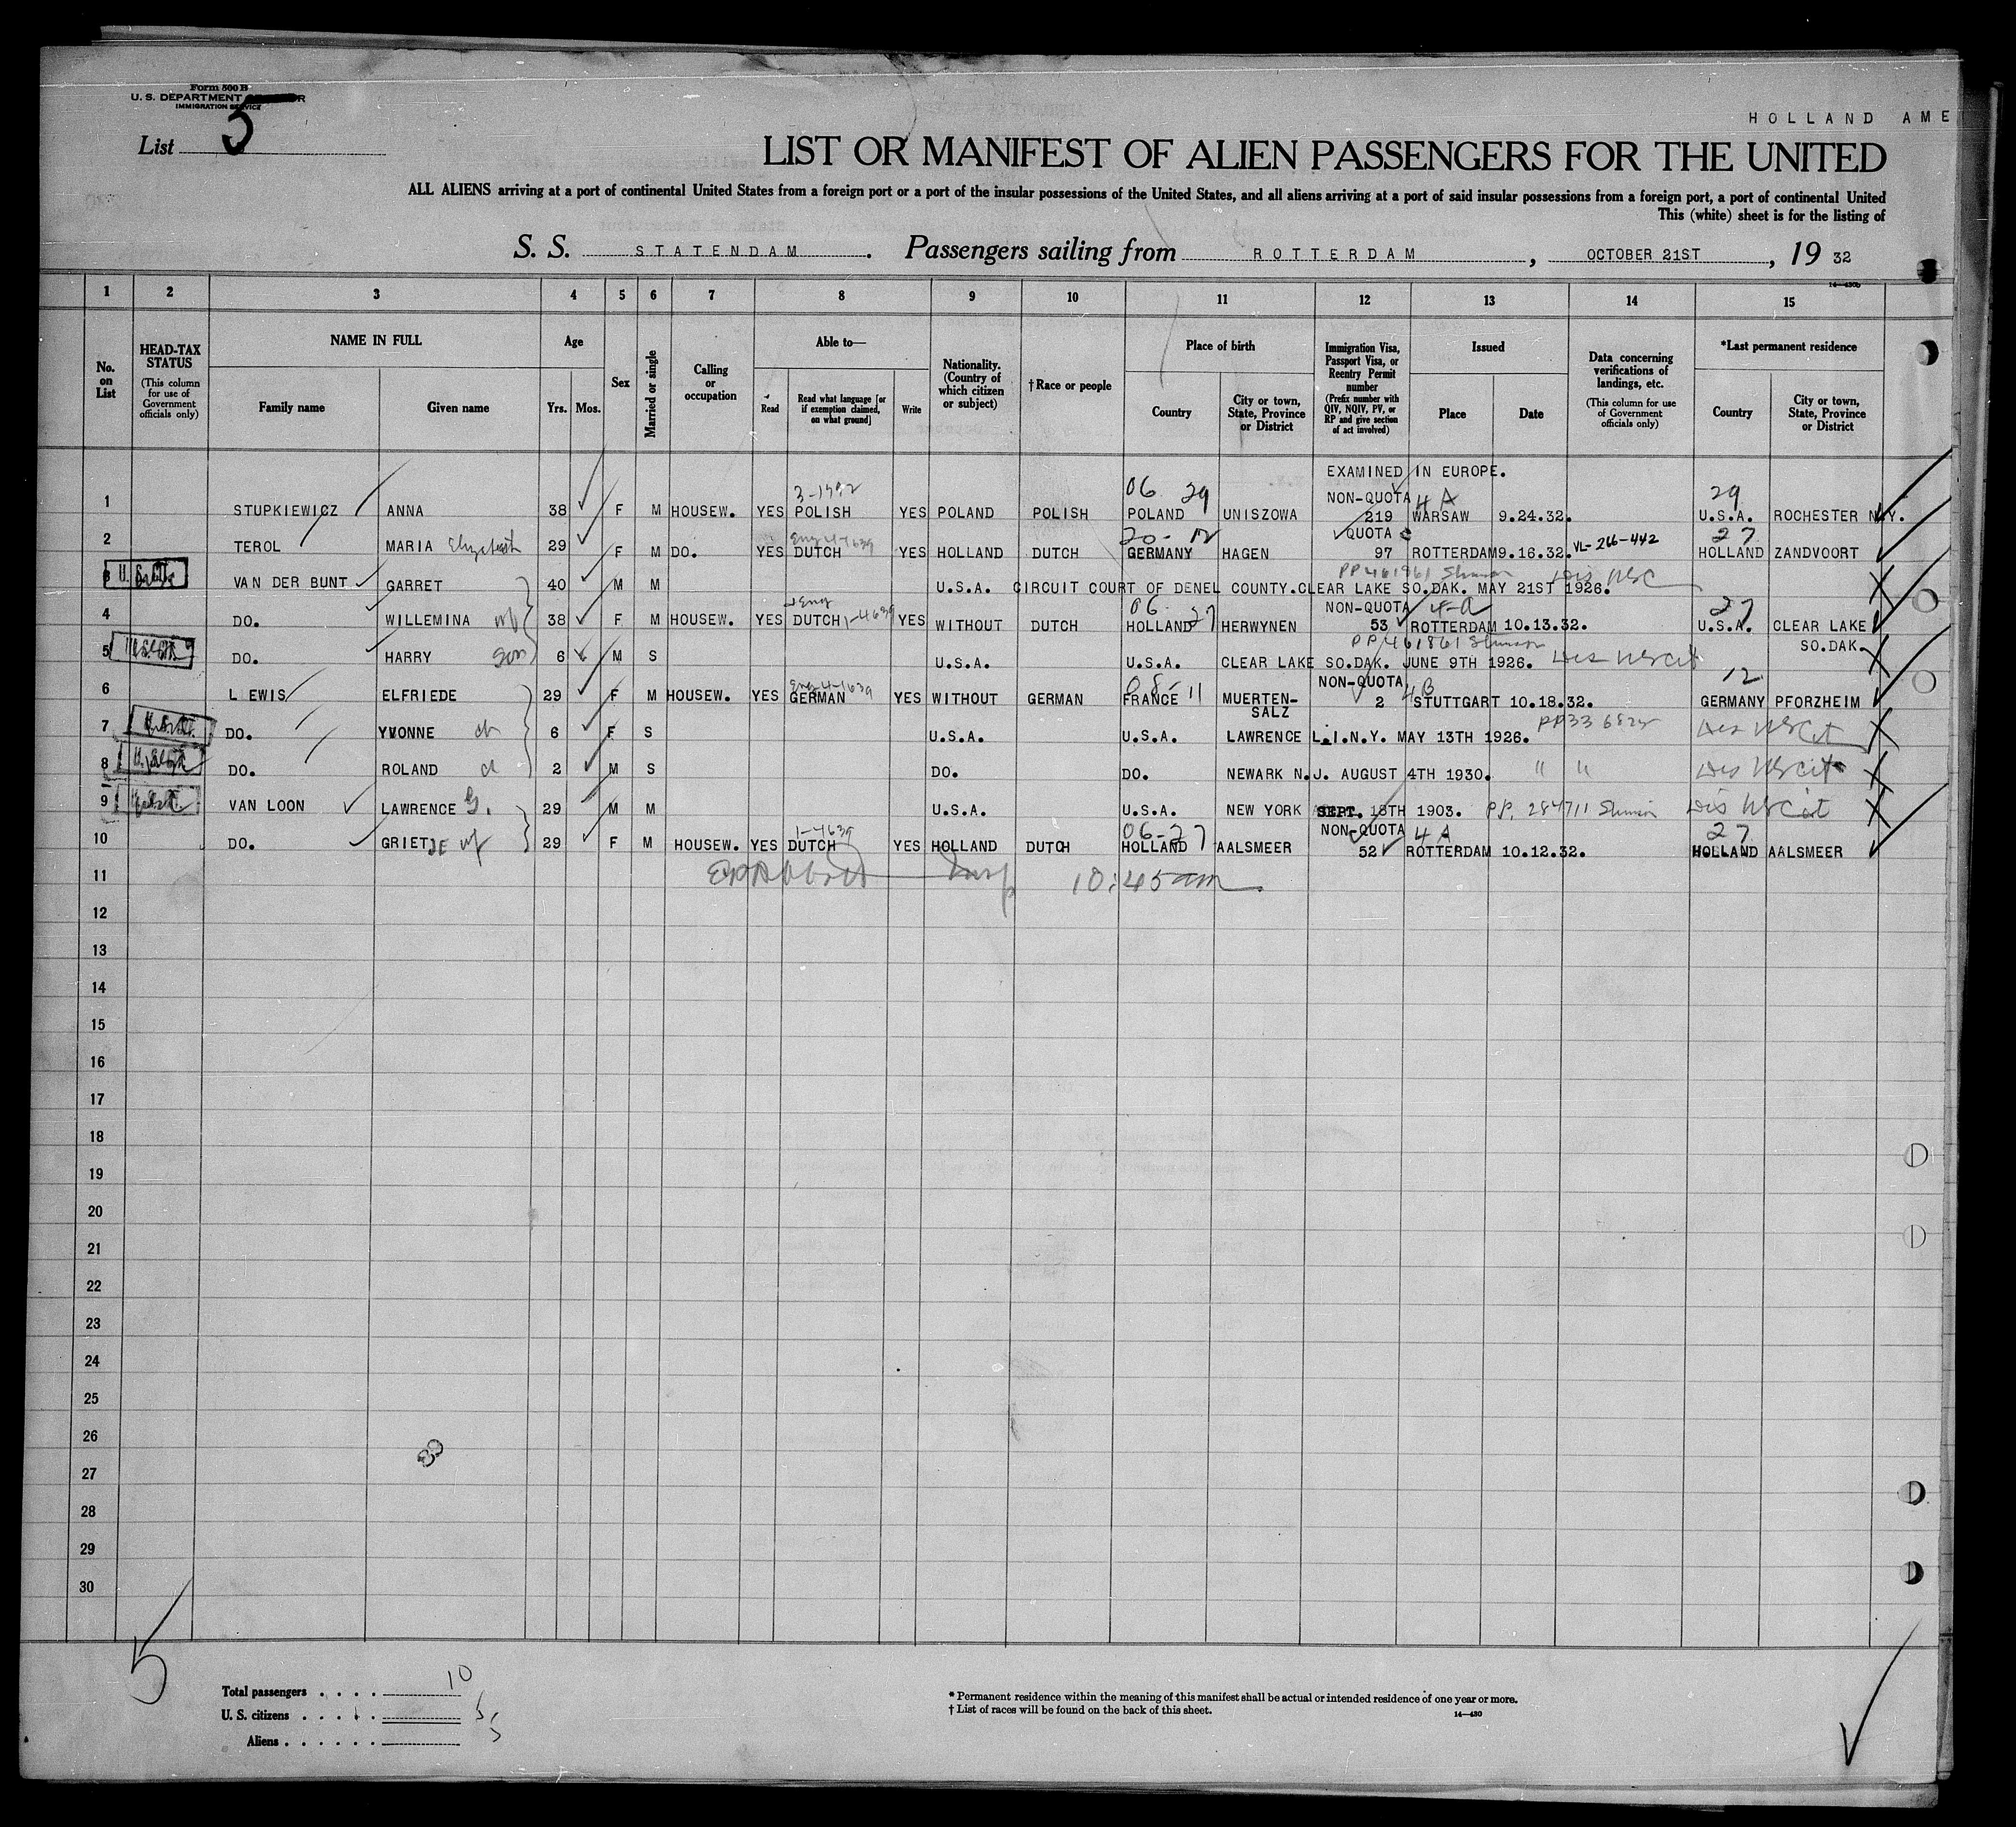 Form 500 B
U. S. DEPARTMENT
IMMIGRATION SERVICE
HOLLAND AME
List 5
LIST OR MANIFEST OF ALIEN PASSENGERS FOR THE UNITED
ALL ALIENS arriving at a port of continental United States from a foreign port or a port of the insular possessions of the United States, and all aliens arriving at a port of said insular possessions from a foreign port, a port of continental United
This (white) sheet is for the listing of
S. S. STATENDAM. Passengers sailing from ROTTERDAM, OCTOBER 21ST, 19 32
14—430b
1 2 3 4 5 6 7 8 9 10 11 12 13 14 15
No. on List
HEAD-TAX STATUS (This column for use of Government officials only)
NAME IN FULL Family name Given name
Age Yrs. Mos.
Sex
Married or single
Calling or occupation
Able to— Read Read what language [or if exemption claimed, on what ground] Write
Nationality. (Country of which citizen or subject)
† Race or people
Place of birth Country City or town, State, Province or District
Immigration Visa, Passport Visa, or Reentry Permit number (Prefix number with QIV, NQIV, PV, or RP and give section of act involved)
Issued Place Date
Data concerning verifications of landings, etc. (This column for use of Government officials only)
*Last permanent residence Country City or town, State, Province or District
EXAMINED IN EUROPE.
06 29 NON-QUOTA 4 A 29
1 STUPKIEWICZ ANNA 38 F M HOUSEW. YES POLISH YES POLAND POLISH POLAND UNISZOWA 219 WARSAW 9.24.32. U.S.A. ROCHESTER N.Y.
20- 12 QUOTA 27
2 TEROL MARIA Elizabeth 29 F M DO. YES DUTCH YES HOLLAND DUTCH GERMANY HAGEN 97 ROTTERDAM 9.16.32. VL-266-442 HOLLAND ZANDVOORT
3 VAN DER BUNT GARRET 40 M M U.S.A. CIRCUIT COURT OF DENEL COUNTY.CLEAR LAKE SO.DAK. MAY 21ST 1926.
06 27 NON-QUOTA 4-A 27
4 DO. WILLEMINA wf 38 F M HOUSEW. YES DUTCH YES WITHOUT DUTCH HOLLAND HERWYNEN 53 ROTTERDAM 10.13.32. U.S.A. CLEAR LAKE SO.DAK.
PP 461861
5 DO. HARRY son 6 M S U.S.A. U.S.A. CLEAR LAKE SO.DAK. JUNE 9TH 1926.
NON-QUOTA 4B 12
6 LEWIS ELFRIEDE 29 F M HOUSEW. YES GERMAN YES WITHOUT GERMAN FRANCE 11 MUERTEN-SALZ 2 STUTTGART 10.18.32. GERMANY PFORZHEIM
7 DO. YVONNE 6 F S U.S.A. U.S.A. LAWRENCE L.I.N.Y. MAY 13TH 1926.
8 DO. ROLAND 2 M S DO. DO. NEWARK N.J. AUGUST 4TH 1930. " "
9 VAN LOON LAWRENCE G. 29 M M U.S.A. U.S.A. NEW YORK SEPT. 18TH 1903. PP. 284711
06-27 NON-QUOTA 4 A 27
10 DO. GRIETJE wf 29 F M HOUSEW. YES DUTCH YES HOLLAND DUTCH HOLLAND AALSMEER 52 ROTTERDAM 10.12.32. HOLLAND AALSMEER
11 Insp 10:45 am
12
13
14
15
16
17
18
19
20
21
22
23
24
25
26
27
28
29
30
5
Total passengers . . . . 10
U. S. citizens . . . . 5
Aliens . . . . . . 5
* Permanent residence within the meaning of this manifest shall be actual or intended residence of one year or more.
† List of races will be found on the back of this sheet.
14—430